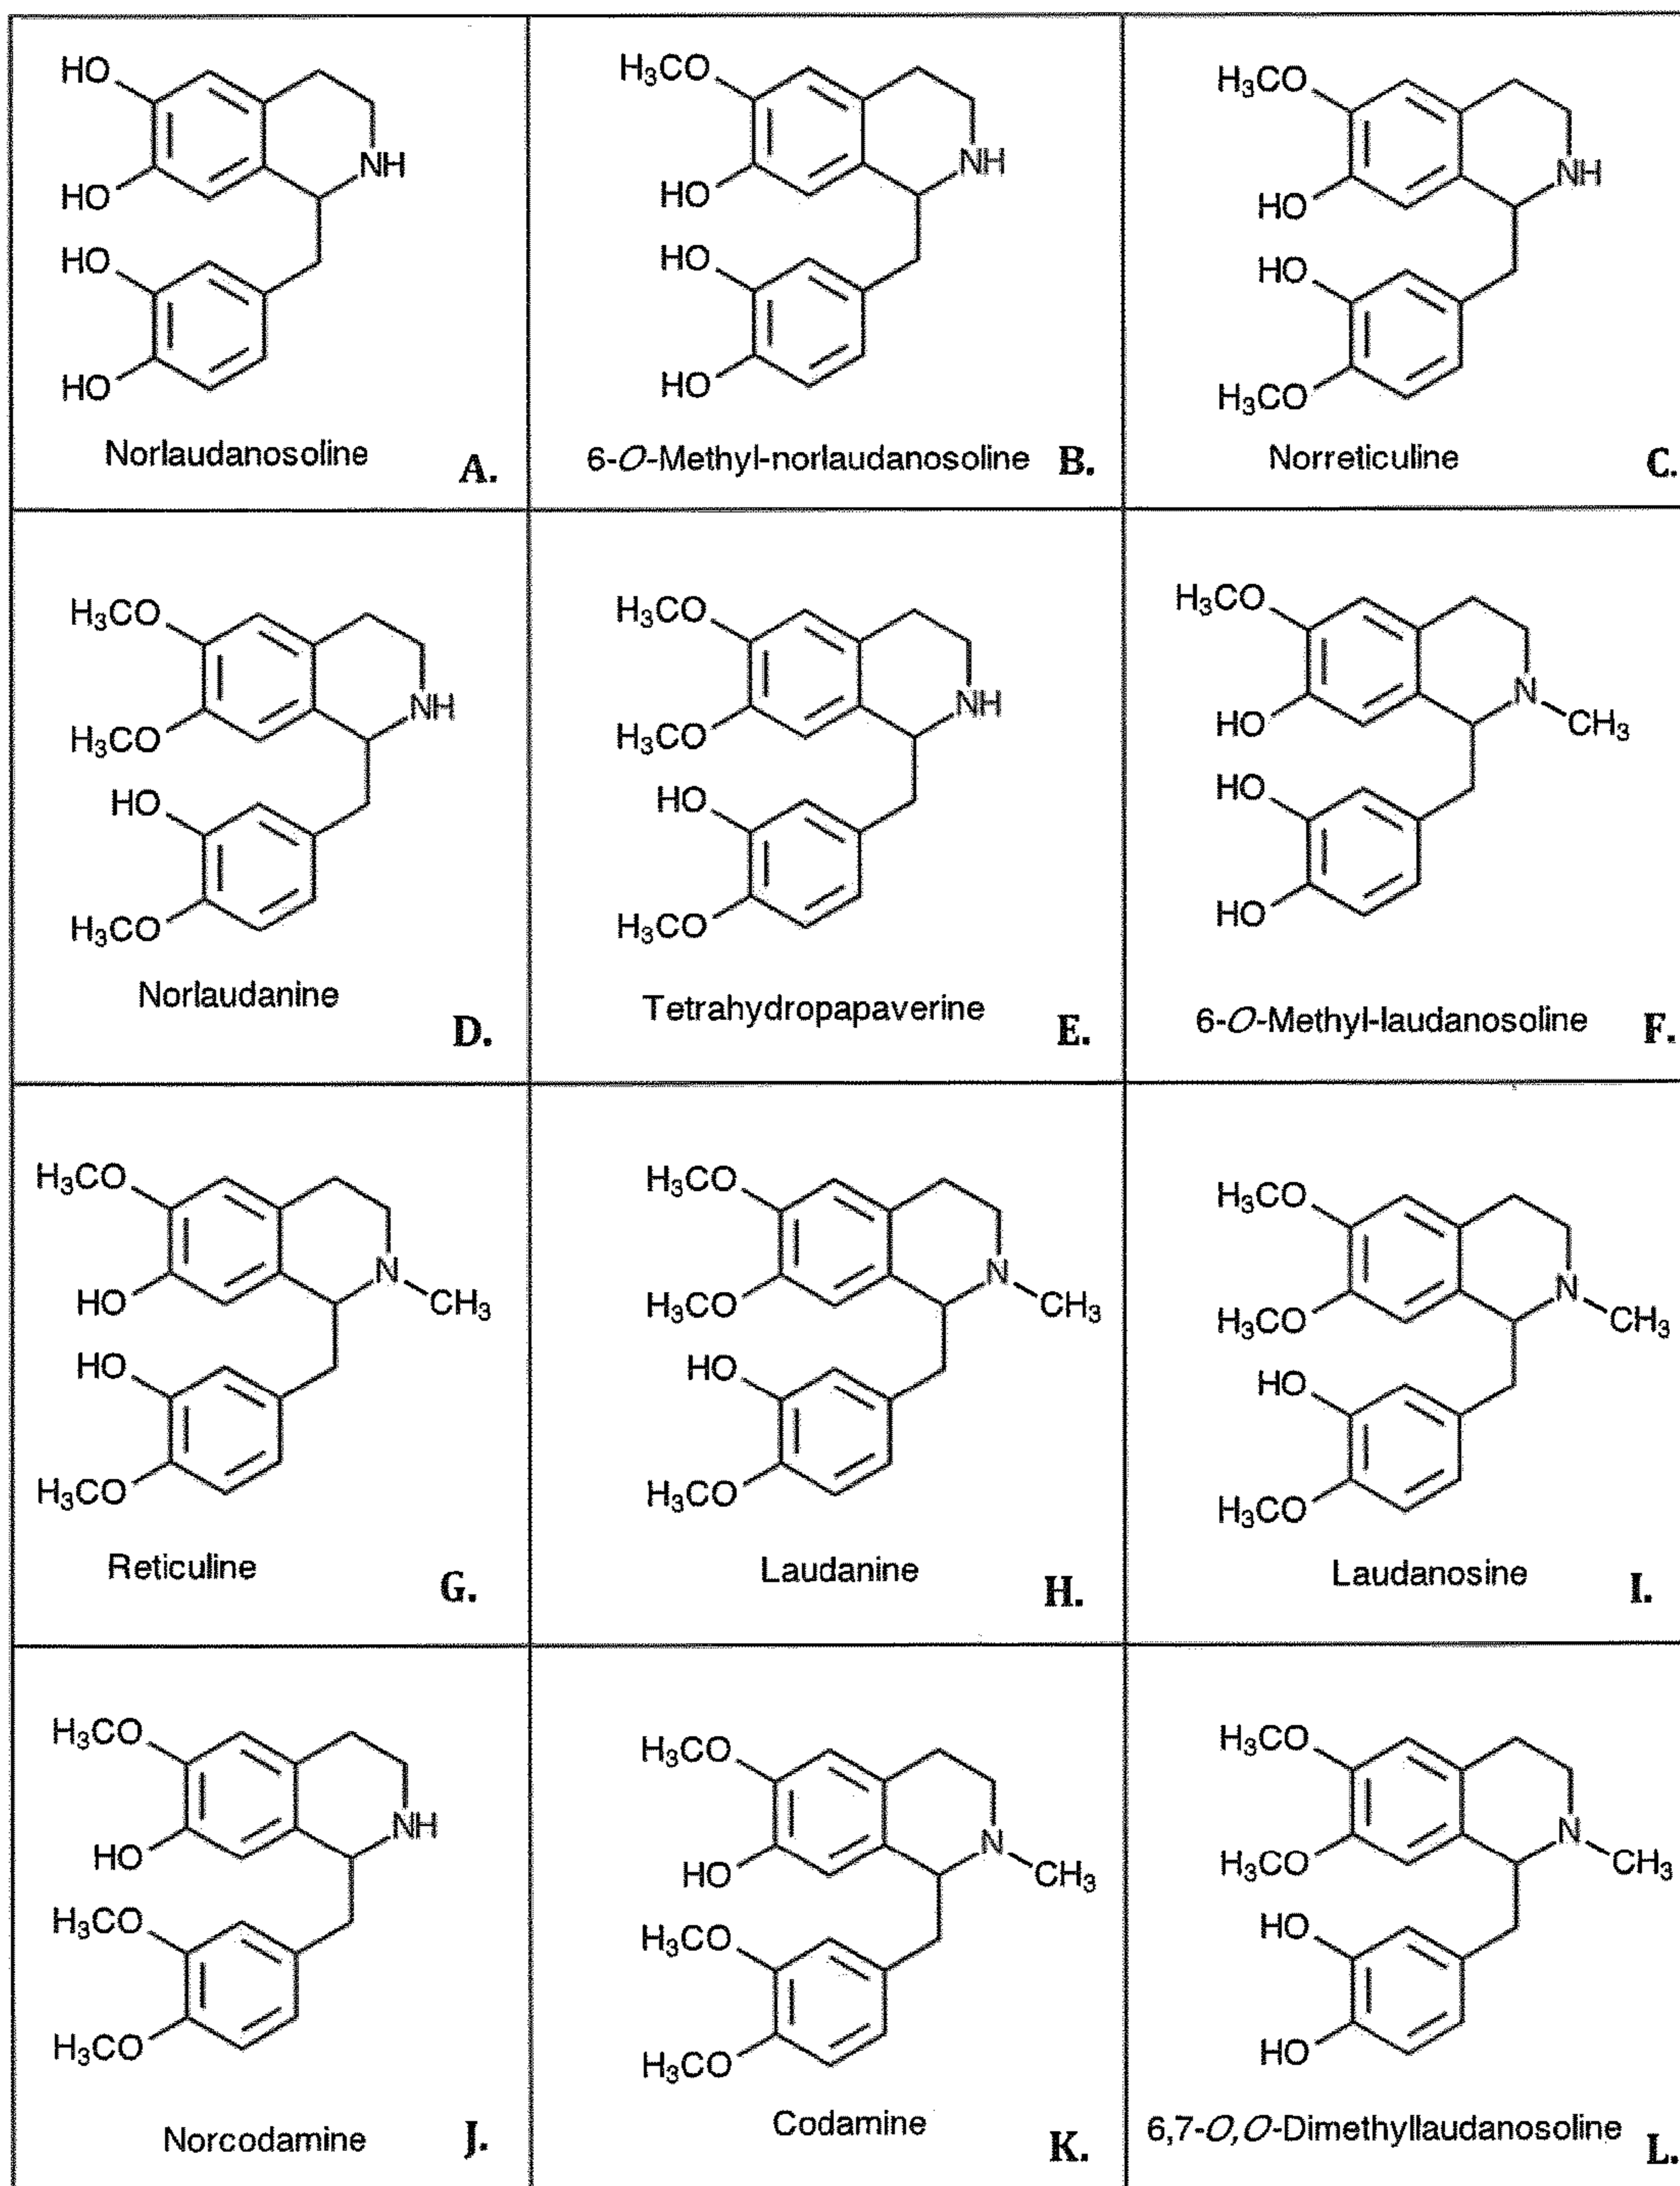 HO
HO
NH
HO
HO
Norlaudanosoline
A.
H₃CO
HO
NH
HO
HO
6-O-Methyl-norlaudanosoline
B.
H₃CO
HO
NH
HO
H₃CO
Norreticuline
C.
H₃CO
H₃CO
NH
HO
H₃CO
Norlaudanine
D.
H₃CO
H₃CO
NH
HO
H₃CO
Tetrahydropapaverine
E.
H₃CO
HO
N
CH₃
HO
HO
6-O-Methyl-laudanosoline
F.
H₃CO
HO
N
CH₃
HO
H₃CO
Reticuline
G.
H₃CO
H₃CO
N
CH₃
HO
H₃CO
Laudanine
H.
H₃CO
H₃CO
N
CH₃
HO
H₃CO
Laudanosine
I.
H₃CO
HO
NH
H₃CO
H₃CO
Norcodamine
J.
H₃CO
HO
N
CH₃
H₃CO
H₃CO
Codamine
K.
H₃CO
H₃CO
N
CH₃
HO
HO
6,7-O,O-Dimethyllaudanosoline
L.